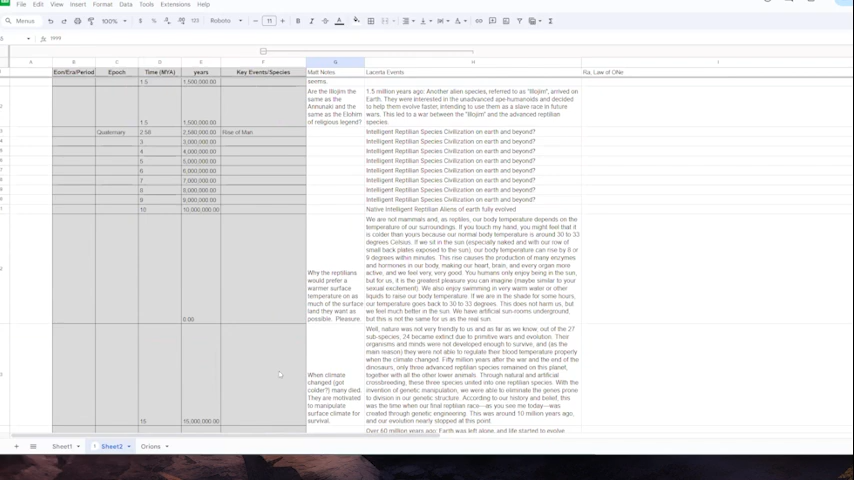 File Edit View Insert Format Data Tools Extensions Help
Menus 100% $ % 123 Roboto 11 B I A
1999
A B C D E F G H I
Eon/Era/Period Epoch Time (MYA) years Key Events/Species Matt Notes Lacerta Events Ra, Law of ONe
1.5 1,500,000.00 seems.
Are the Illojim the
same as the
Annunaki and the
same as the Elohim
of religious legend?
1.5 1,500,000.00
1.5 million years ago: Another alien species, referred to as "Illojim", arrived on
Earth. They were interested in the unadvanced ape-humanoids and decided
to help them evolve faster, intending to use them as a slave race in future
wars. This led to a war between the "Illojim" and the advanced reptilian
species.
Quaternary 2.58 2,580,000.00 Rise of Man Intelligent Reptilian Species Civilization on earth and beyond?
3 3,000,000.00 Intelligent Reptilian Species Civilization on earth and beyond?
4 4,000,000.00 Intelligent Reptilian Species Civilization on earth and beyond?
5 5,000,000.00 Intelligent Reptilian Species Civilization on earth and beyond?
6 6,000,000.00 Intelligent Reptilian Species Civilization on earth and beyond?
7 7,000,000.00 Intelligent Reptilian Species Civilization on earth and beyond?
8 8,000,000.00 Intelligent Reptilian Species Civilization on earth and beyond?
9 9,000,000.00 Intelligent Reptilian Species Civilization on earth and beyond?
10 10,000,000.00 Native Intelligent Reptilian Aliens of earth fully evolved
0.00
Why the reptilians
would prefer a
warmer surface
temperature on as
much of the surface
land they want as
possible. Pleasure.
We are not mammals and, as reptiles, our body temperature depends on the
temperature of our surroundings. If you touch my hand, you might feel that it
is colder than yours because our normal body temperature is around 30 to 33
degrees Celsius. If we sit in the sun (especially naked and with our row of
small back plates exposed to the sun), our body temperature can rise by 8 or
9 degrees within minutes. This rise causes the production of many enzymes
and hormones in our body, making our heart, brain, and every organ more
active, and we feel very, very good. You humans only enjoy being in the sun,
but for us, it is the greatest pleasure you can imagine (maybe similar to your
sexual excitement). We also enjoy swimming in very warm water or other
liquids to raise our body temperature. If we are in the shade for some hours,
our temperature goes back to 30 to 33 degrees. This does not harm us, but
we feel much better in the sun. We have artificial sun-rooms underground,
but this is not the same for us as the real sun.
15 15,000,000.00
When climate
changed (got
colder?) many died.
They are motivated
to manipulate
surface climate for
survival.
Well, nature was not very friendly to us and as far as we know, out of the 27
sub-species, 24 became extinct due to primitive wars and evolution. Their
organisms and minds were not developed enough to survive, and (as the
main reason) they were not able to regulate their blood temperature properly
when the climate changed. Fifty million years after the war and the end of the
dinosaurs, only three advanced reptilian species remained on this planet,
together with all the other lower animals. Through natural and artificial
crossbreeding, these three species united into one reptilian species. With the
invention of genetic manipulation, we were able to eliminate the genes prone
to division in our genetic structure. According to our history and belief, this
was the time when our final reptilian race—as you see me today—was
created through genetic engineering. This was around 10 million years ago,
and our evolution nearly stopped at this point.
Over 60 million years ago: Earth was left alone, and life started to evolve
Sheet1 1 Sheet2 Orions